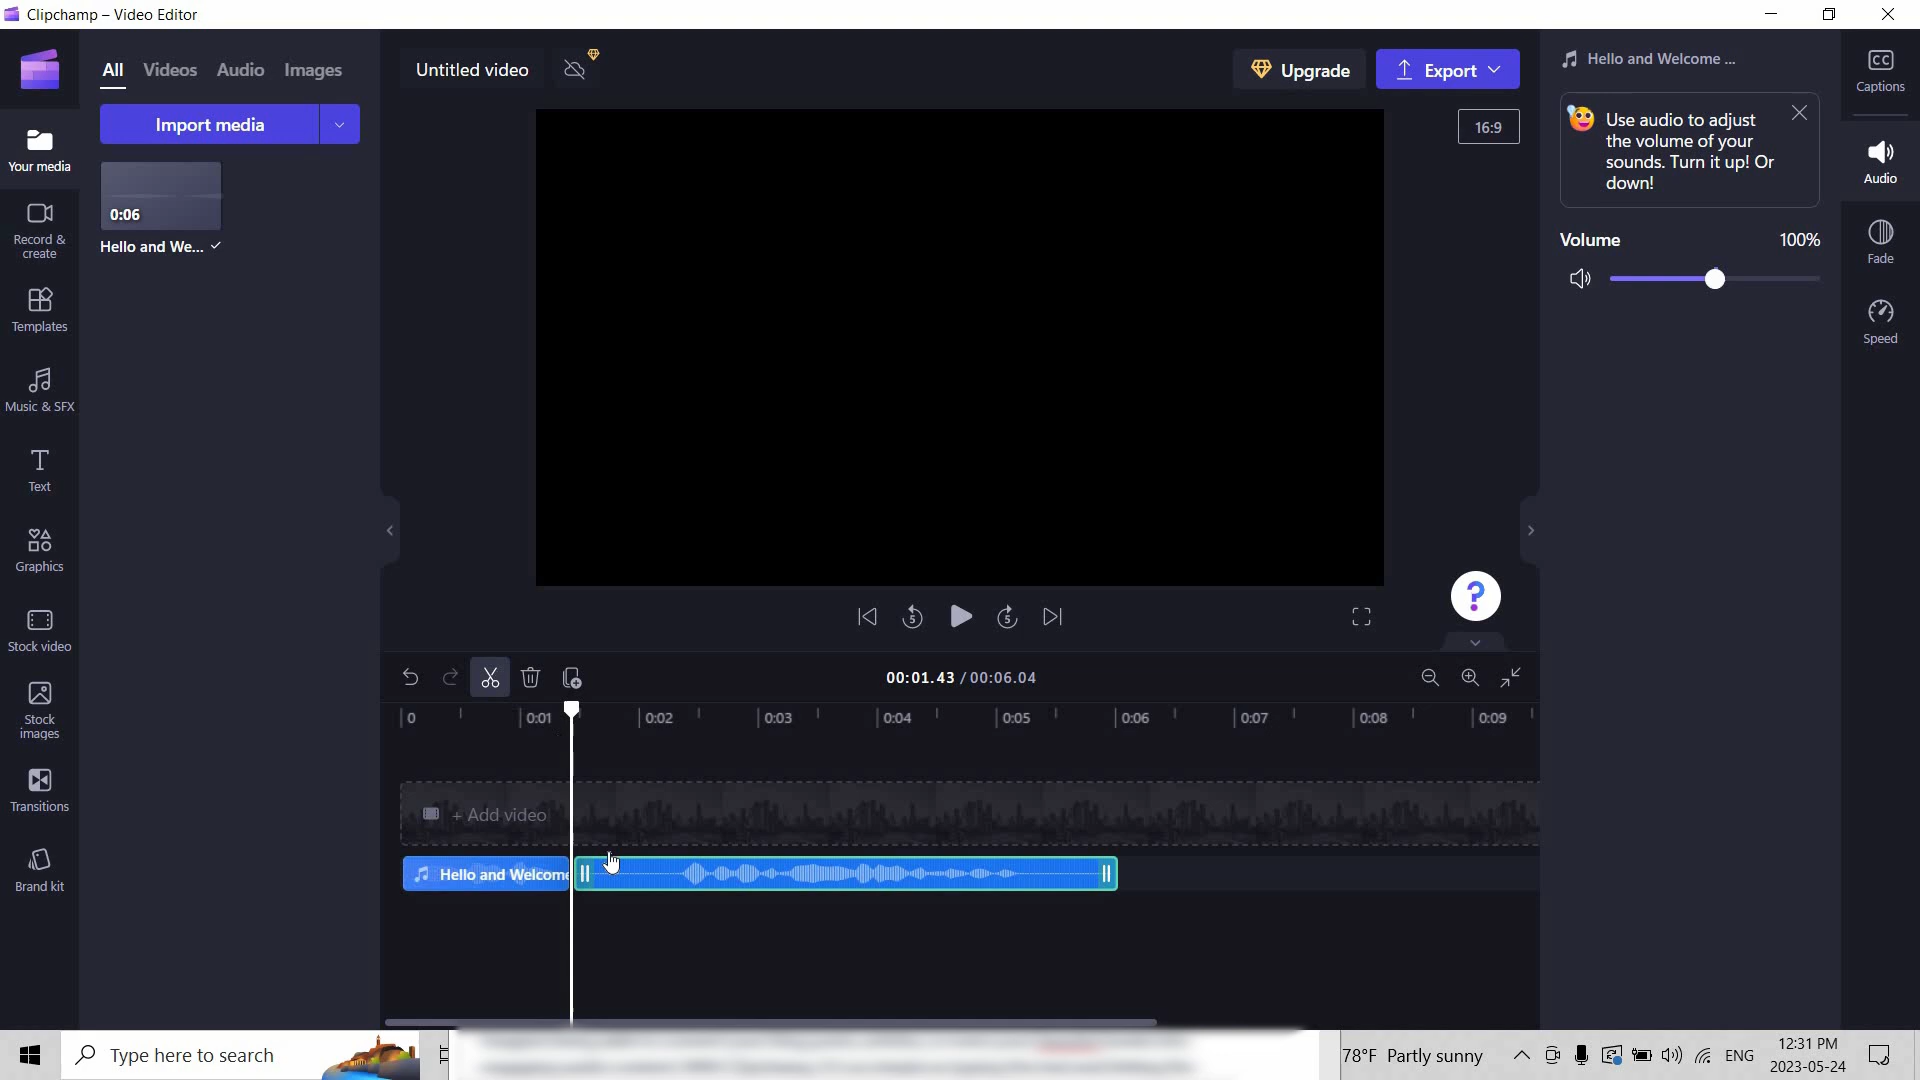 Clipchamp – Video Editor
All Videos Audio Images
Import media
0:06
Hello and We...
Your media
Record &
create
Templates
Music & SFX
Text
Graphics
Stock video
Stock
images
Transitions
Brand kit
Untitled video
Upgrade
Export
16:9
5
5
?
00:01.43 / 00:06.04
0 0:01 0:02 0:03 0:04 0:05 0:06 0:07 0:08 0:09
+ Add video
Hello and Welcome
Hello and Welcome ...
Use audio to adjust
the volume of your
sounds. Turn it up! Or
down!
Volume 100%
CC
Captions
Audio
Fade
Speed
Type here to search
78°F Partly sunny
ENG
12:31 PM
2023-05-24